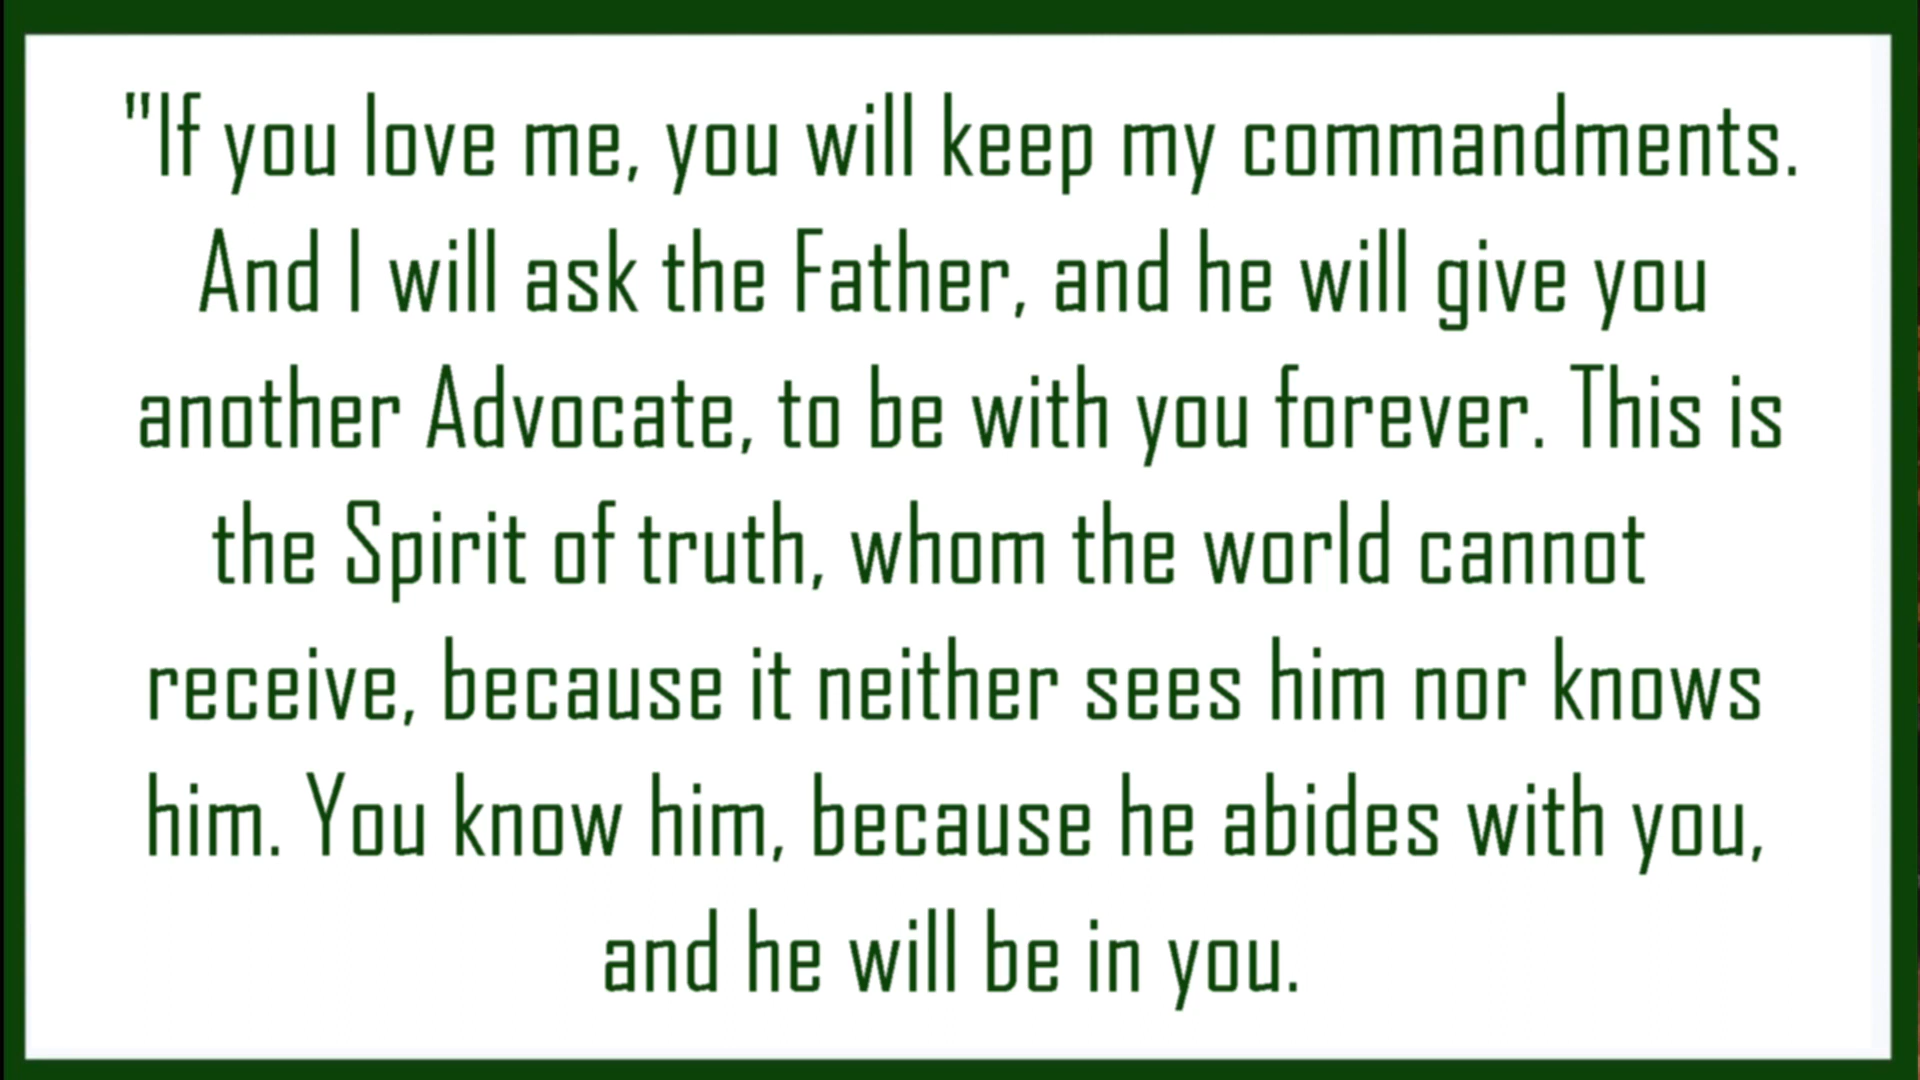 "If you love me, you will keep my commandments.
And I will ask the Father, and he will give you
another Advocate, to be with you forever. This is
the Spirit of truth, whom the world cannot
receive, because it neither sees him nor knows
him. You know him, because he abides with you,
and he will be in you.